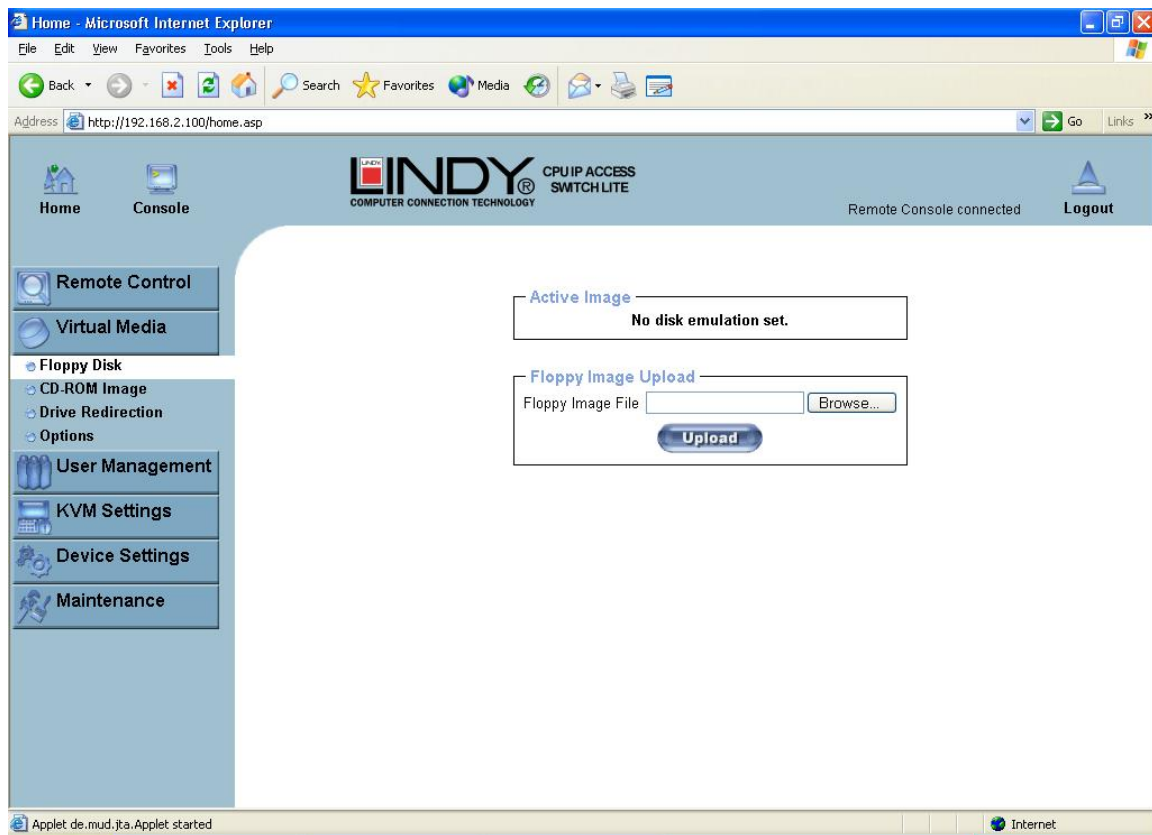 Home - Microsoft Internet Explorer
File Edit View Favorites Tools Help
Back Search Favorites Media
Address http://192.168.2.100/home.asp Go Links »
LINDY
LINDY® CPU IP ACCESS
SWITCH LITE
COMPUTER CONNECTION TECHNOLOGY
Home Console Remote Console connected Logout
Remote Control
Virtual Media
Floppy Disk
CD-ROM Image
Drive Redirection
Options
User Management
KVM Settings
Device Settings
Maintenance
Active Image
No disk emulation set.
Floppy Image Upload
Floppy Image File Browse...
Upload
Applet de.mud.jta.Applet started Internet